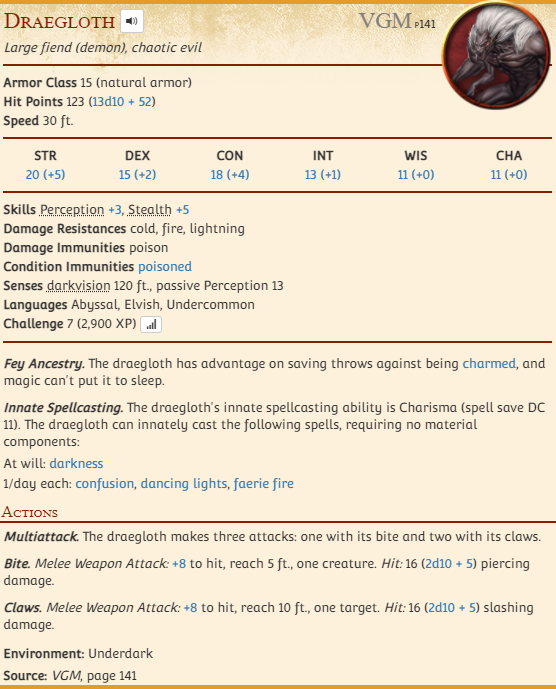 Draegloth
VGM P141
Large fiend (demon), chaotic evil
Armor Class 15 (natural armor)
Hit Points 123 (13d10 + 52)
Speed 30 ft.
STR DEX CON INT WIS CHA
20 (+5) 15 (+2) 18 (+4) 13 (+1) 11 (+0) 11 (+0)
Skills Perception +3, Stealth +5
Damage Resistances cold, fire, lightning
Damage Immunities poison
Condition Immunities poisoned
Senses darkvision 120 ft., passive Perception 13
Languages Abyssal, Elvish, Undercommon
Challenge 7 (2,900 XP)
Fey Ancestry. The draegloth has advantage on saving throws against being charmed, and
magic can't put it to sleep.
Innate Spellcasting. The draegloth's innate spellcasting ability is Charisma (spell save DC
11). The draegloth can innately cast the following spells, requiring no material
components:
At will: darkness
1/day each: confusion, dancing lights, faerie fire
Actions
Multiattack. The draegloth makes three attacks: one with its bite and two with its claws.
Bite. Melee Weapon Attack: +8 to hit, reach 5 ft., one creature. Hit: 16 (2d10 + 5) piercing
damage.
Claws. Melee Weapon Attack: +8 to hit, reach 10 ft., one target. Hit: 16 (2d10 + 5) slashing
damage.
Environment: Underdark
Source: VGM, page 141